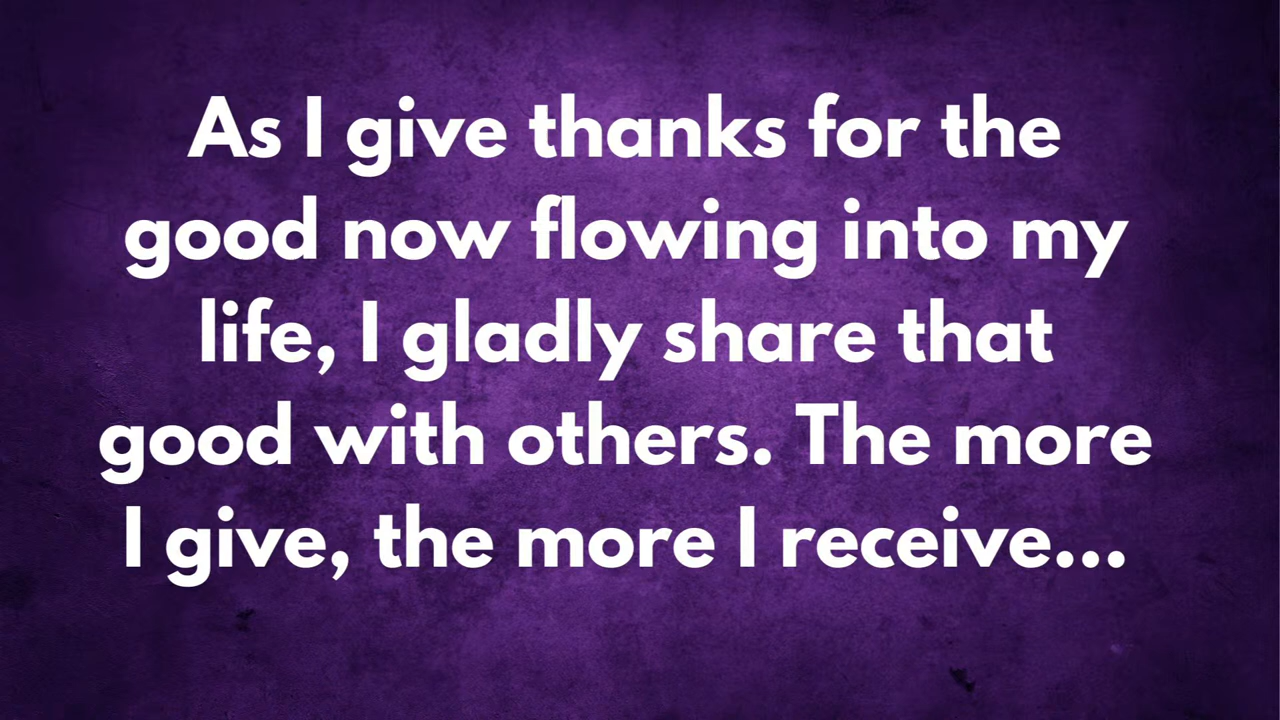 As I give thanks for the
good now flowing into my
life, I gladly share that
good with others. The more
I give, the more I receive...